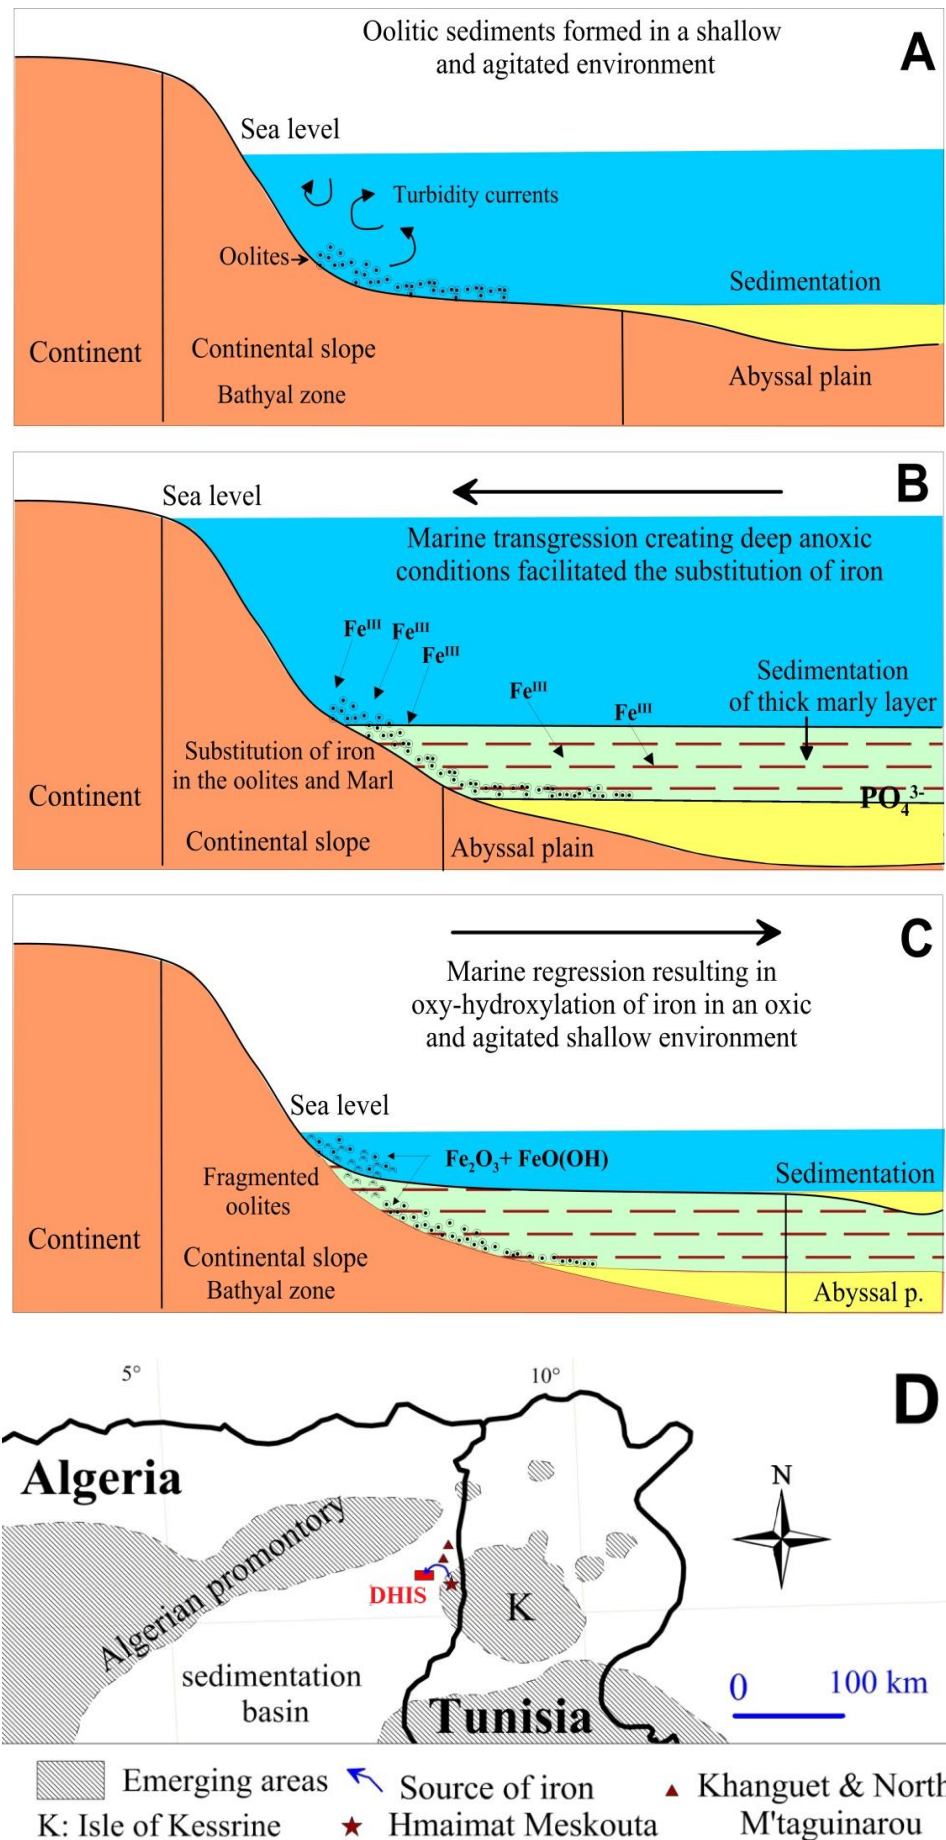 Oolitic sediments formed in a shallow
and agitated environment
A
Sea level
Turbidity currents
Oolites
Sedimentation
Continent
Continental slope
Bathyal zone
Abyssal plain
B
Sea level
Marine transgression creating deep anoxic
conditions facilitated the substitution of iron
Feᴵᴵᴵ
Feᴵᴵᴵ
Feᴵᴵᴵ
Feᴵᴵᴵ
Feᴵᴵᴵ
Sedimentation
of thick marly layer
Substitution of iron
in the oolites and Marl
Continent
PO₄³⁻
Continental slope
Abyssal plain
C
Marine regression resulting in
oxy-hydroxylation of iron in an oxic
and agitated shallow environment
Sea level
Fe₂O₃+ FeO(OH)
Fragmented
oolites
Sedimentation
Continent
Continental slope
Bathyal zone
Abyssal p.
5°
10°
D
Algeria
N
Algerian promontory
DHIS
K
sedimentation
basin
0
100 km
Tunisia
Emerging areas
Source of iron
Khanguet & North
M'taguinarou
K: Isle of Kessrine
Hmaimat Meskouta